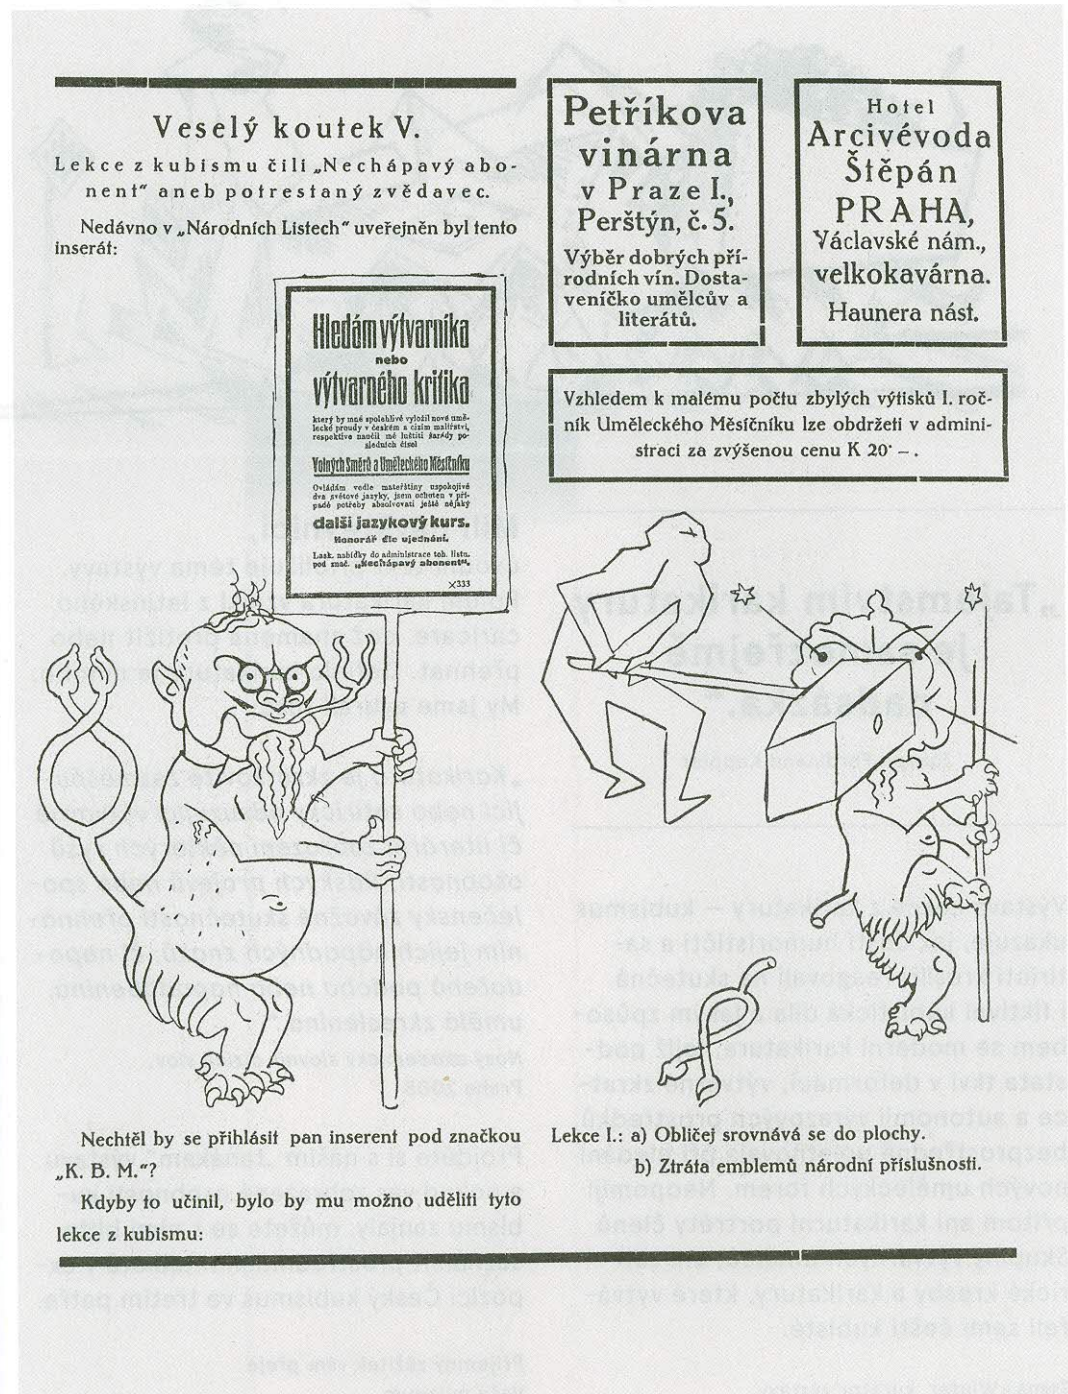 Veselý koutek V.
Lekce z kubismu čili „Nechápavý abo-
nent“ aneb potrestaný zvědavec.
Nedávno v „Národních Listech“ uveřejněn byl tento
inserát:
Hledám výtvarníka
nebo
výtvarného kritika
který by mně spolehlivě vyložil nové umě-
lecké proudy v českém a cizím malířství,
respektive naučil mě luštiti šarády po-
sledních čísel
Volných Směrů a Uměleckého Měsíčníku
Ovládám vedle mateřštiny uspokojivě
dva světové jazyky, jsem ochoten v pří-
padě potřeby absolvovati ještě nějaký
další jazykový kurs.
Honorář dle ujednání.
Lask. nabídky do administrace toh. listu.
pod znač. „Nechápavý abonent“.
X333
Nechtěl by se přihlásit pan inserent pod značkou
„K. B. M.“?
Kdyby to učinil, bylo by mu možno uděliti tyto
lekce z kubismu:
Petříkova
vinárna
v Praze I.,
Perštýn, č. 5.
Výběr dobrých pří-
rodních vín. Dosta-
veníčko umělcův a
literátů.
Hotel
Arcivévoda
Štěpán
PRAHA,
Václavské nám.,
velkokavárna.
Haunera nást.
Vzhledem k malému počtu zbylých výtisků I. roč-
ník Uměleckého Měsíčníku lze obdržeti v admini-
straci za zvýšenou cenu K 20· – .
Lekce I.: a) Obličej srovnává se do plochy.
b) Ztráta emblemů národní příslušnosti.